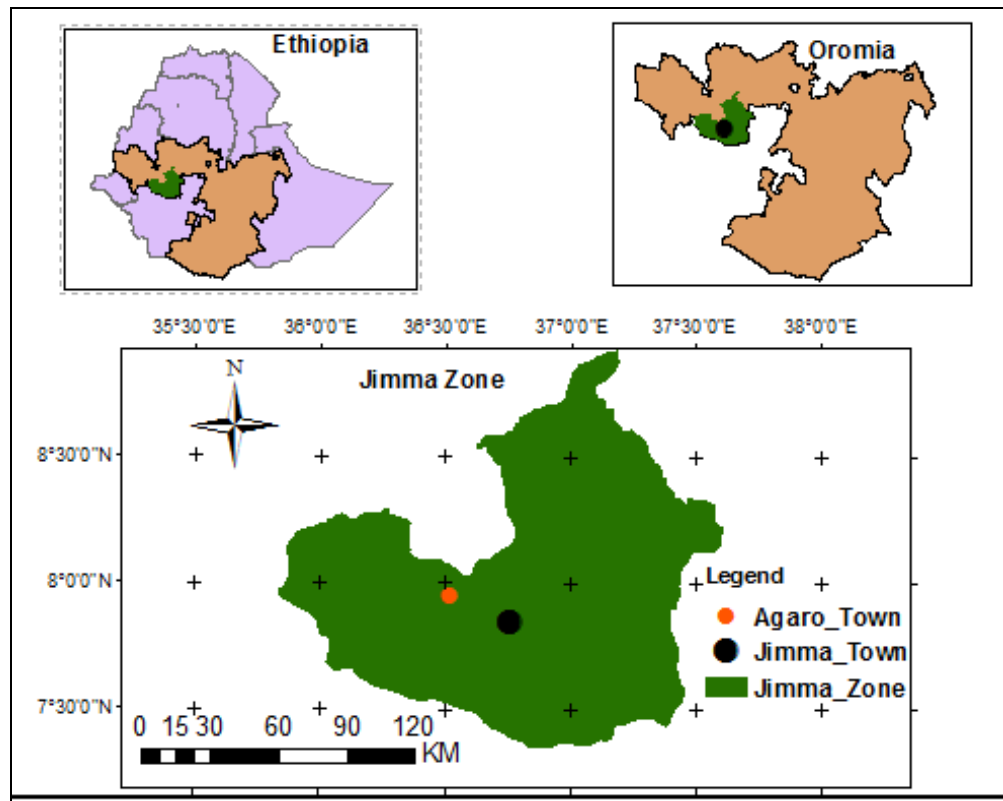 Ethiopia
Oromia
35°30'0"E 36°0'0"E 36°30'0"E 37°0'0"E 37°30'0"E 38°0'0"E
N
Jimma Zone
8°30'0"N
8°0'0"N
7°30'0"N
Legend
Agaro_Town
Jimma_Town
Jimma_Zone
0 15 30 60 90 120
KM